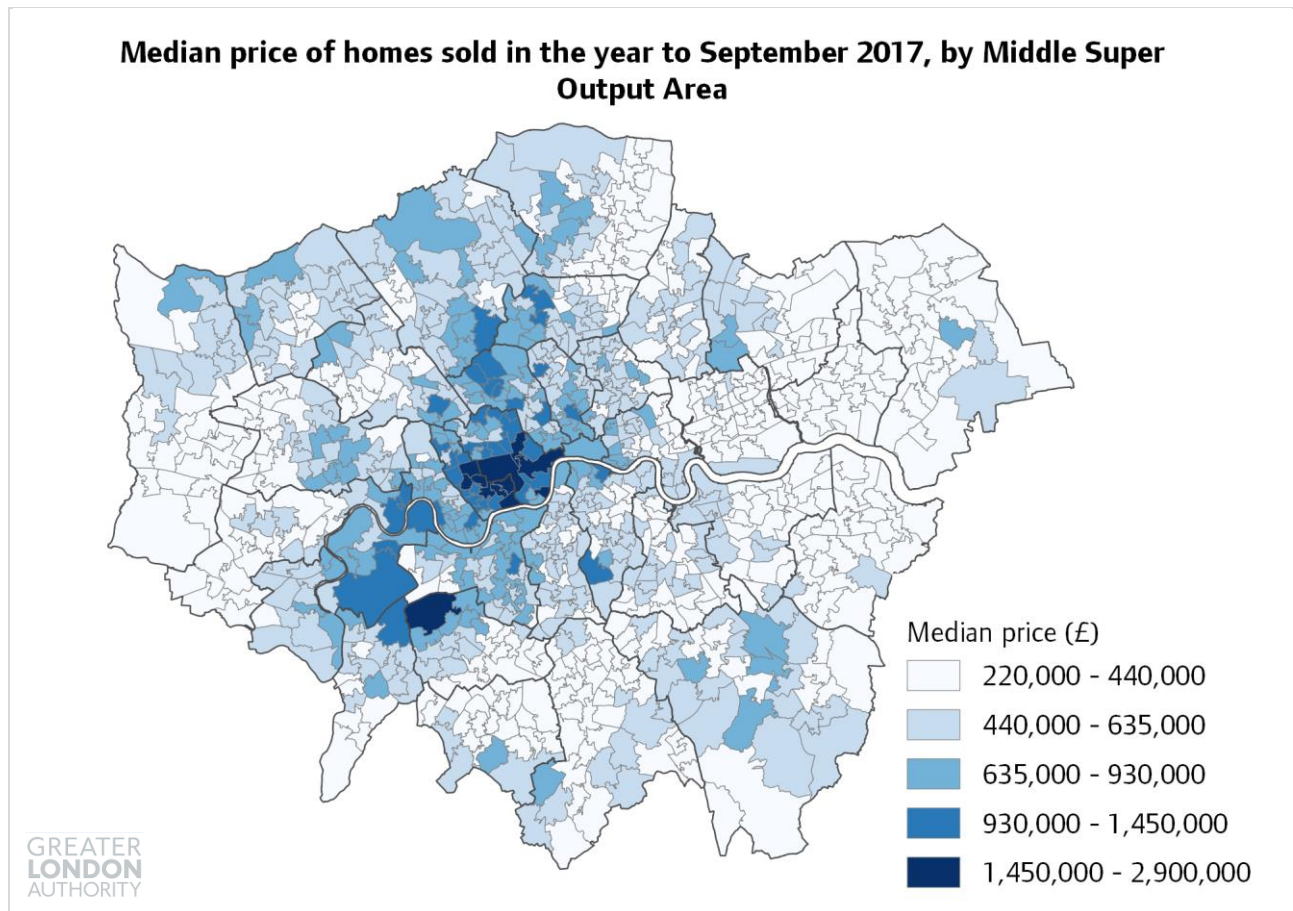 Median price of homes sold in the year to September 2017, by Middle Super
Output Area
Median price (£)
220,000 - 440,000
440,000 - 635,000
635,000 - 930,000
930,000 - 1,450,000
1,450,000 - 2,900,000
GREATER
LONDON
AUTHORITY